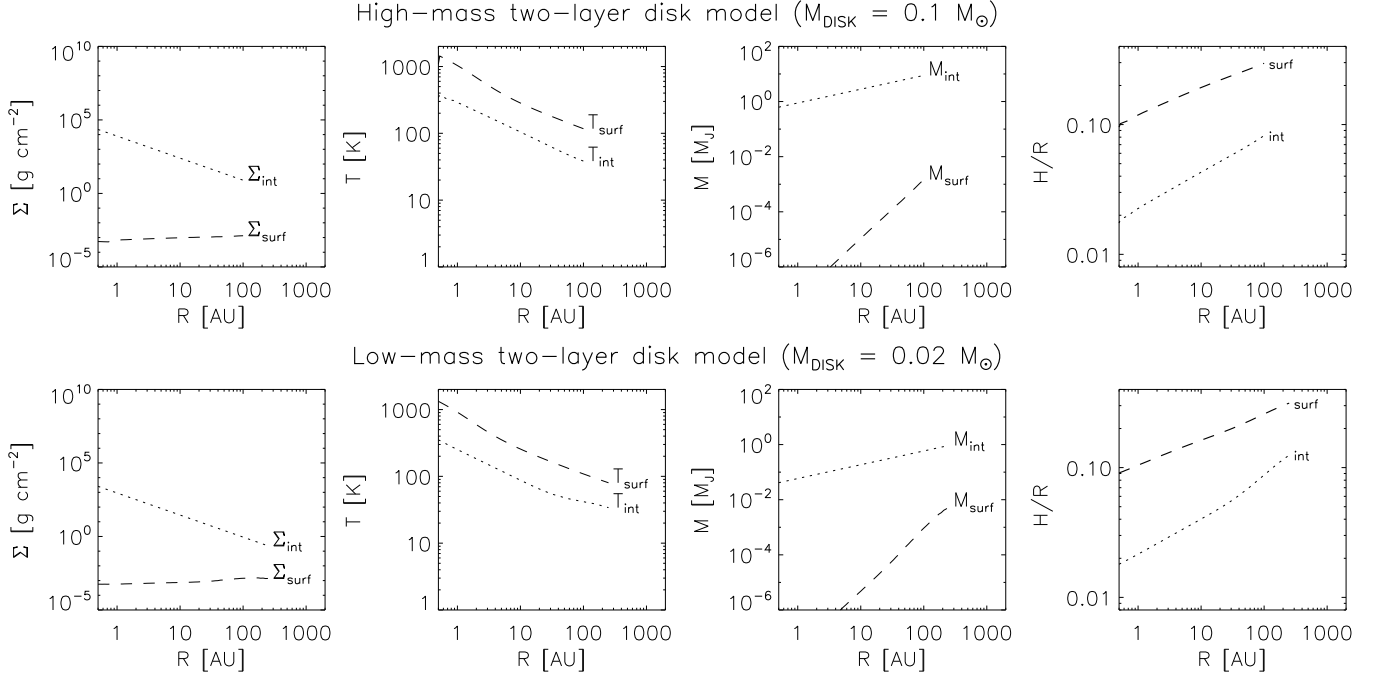 High−mass two−layer disk model (M_DISK = 0.1 M_⊙)
10^10
10^5
10^0
10^−5
Σ [g cm^−2]
Σ_int
Σ_surf
1 10 100 1000
R [AU]
1000
100
10
1
T [K]
T_surf
T_int
1 10 100 1000
R [AU]
10^2
10^0
10^−2
10^−4
10^−6
M [M_J]
M_int
M_surf
1 10 100 1000
R [AU]
0.10
0.01
H/R
surf
int
1 10 100 1000
R [AU]
Low−mass two−layer disk model (M_DISK = 0.02 M_⊙)
10^10
10^5
10^0
10^−5
Σ [g cm^−2]
Σ_int
Σ_surf
1 10 100 1000
R [AU]
1000
100
10
1
T [K]
T_surf
T_int
1 10 100 1000
R [AU]
10^2
10^0
10^−2
10^−4
10^−6
M [M_J]
M_int
M_surf
1 10 100 1000
R [AU]
0.10
0.01
H/R
surf
int
1 10 100 1000
R [AU]